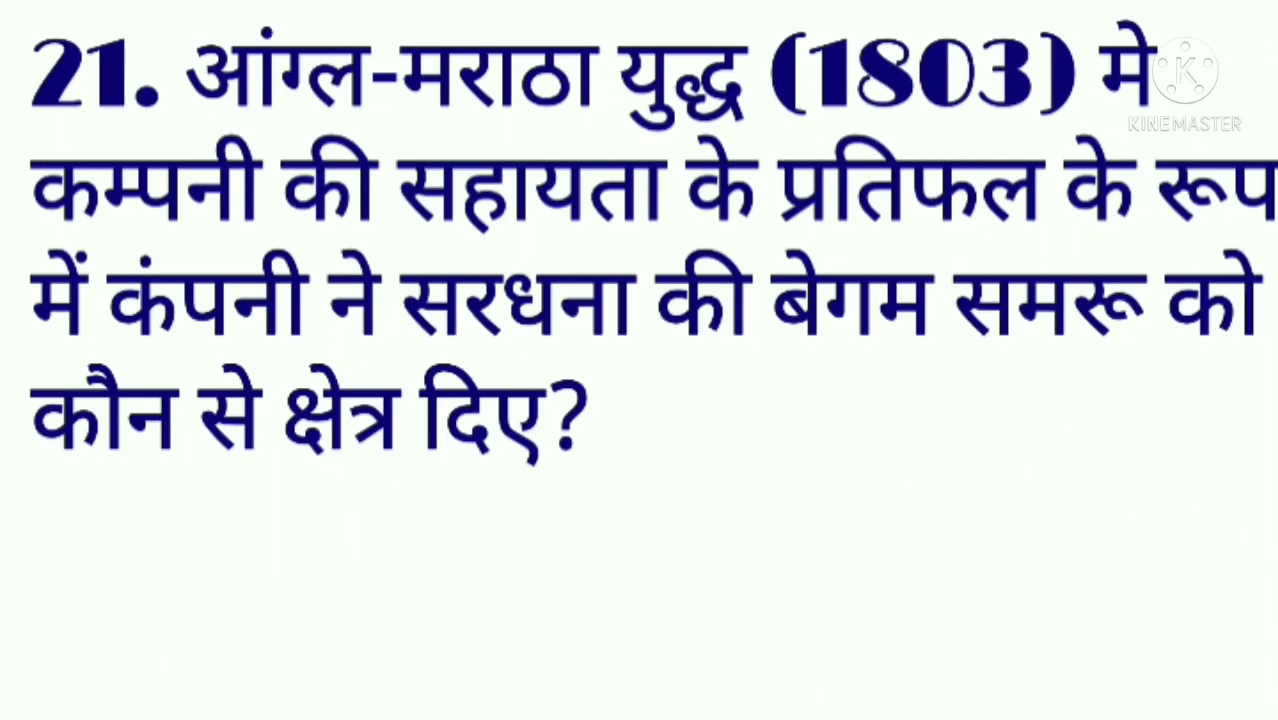 21. आंग्ल-मराठा युद्ध (1803) मे
KINEMASTER
कम्पनी की सहायता के प्रतिफल के रूप
में कंपनी ने सरधना की बेगम समरू को
कौन से क्षेत्र दिए?